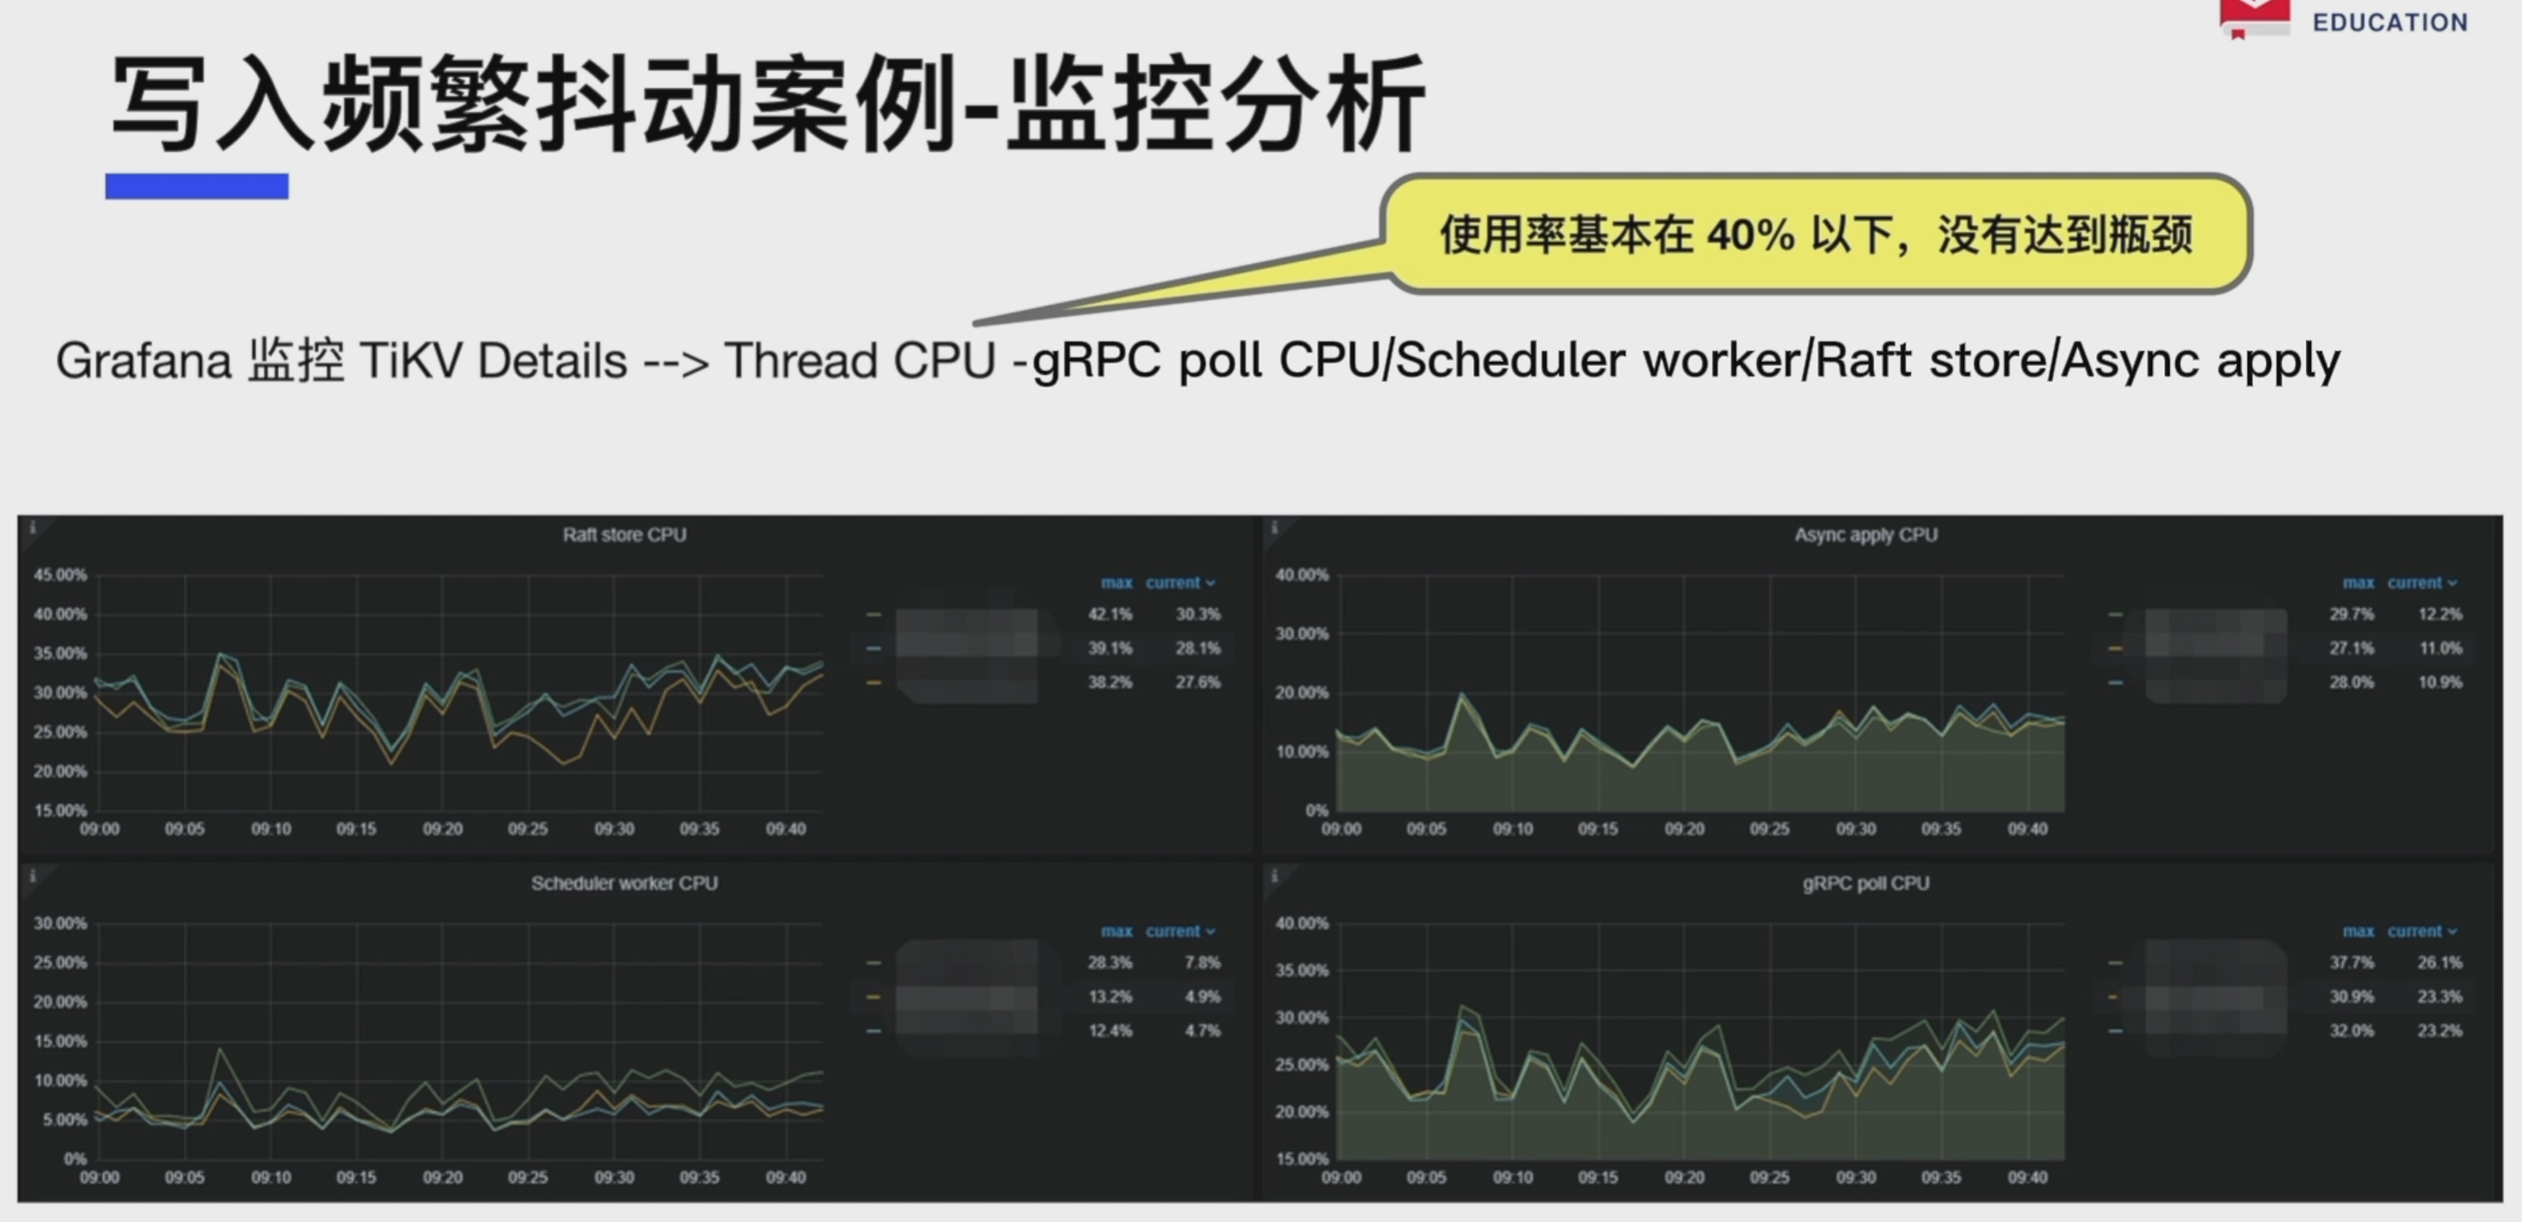 EDUCATION
写入频繁抖动案例-监控分析
使用率基本在 40% 以下，没有达到瓶颈
Grafana 监控 TiKV Details --> Thread CPU -gRPC poll CPU/Scheduler worker/Raft store/Async apply
i
Raft store CPU
45.00%
40.00%
35.00%
30.00%
25.00%
20.00%
15.00%
09:00 09:05 09:10 09:15 09:20 09:25 09:30 09:35 09:40
max current
42.1% 30.3%
39.1% 28.1%
38.2% 27.6%
i
Async apply CPU
40.00%
30.00%
20.00%
10.00%
0%
09:00 09:05 09:10 09:15 09:20 09:25 09:30 09:35 09:40
max current
29.7% 12.2%
27.1% 11.0%
28.0% 10.9%
i
Scheduler worker CPU
30.00%
25.00%
20.00%
15.00%
10.00%
5.00%
0%
09:00 09:05 09:10 09:15 09:20 09:25 09:30 09:35 09:40
max current
28.3% 7.8%
13.2% 4.9%
12.4% 4.7%
i
gRPC poll CPU
40.00%
35.00%
30.00%
25.00%
20.00%
15.00%
09:00 09:05 09:10 09:15 09:20 09:25 09:30 09:35 09:40
max current
37.7% 26.1%
30.9% 23.3%
32.0% 23.2%